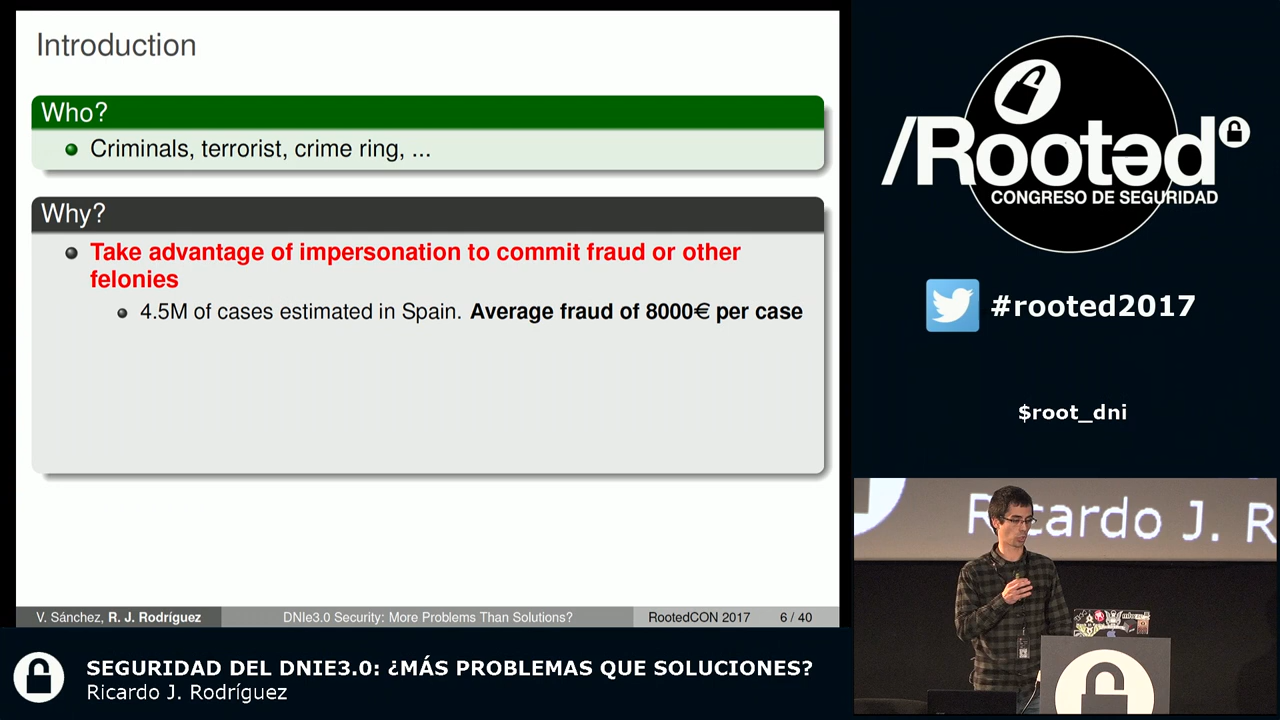 Introduction
Who?
Criminals, terrorist, crime ring, ...
Why?
Take advantage of impersonation to commit fraud or other
felonies
4.5M of cases estimated in Spain. Average fraud of 8000€ per case
V. Sánchez, R. J. Rodríguez
DNIe3.0 Security: More Problems Than Solutions?
RootedCON 2017
6 / 40
/Rootəd
CONGRESO DE SEGURIDAD
#rooted2017
$root_dni
Ricardo J. R
SEGURIDAD DEL DNIE3.0: ¿MÁS PROBLEMAS QUE SOLUCIONES?
Ricardo J. Rodríguez